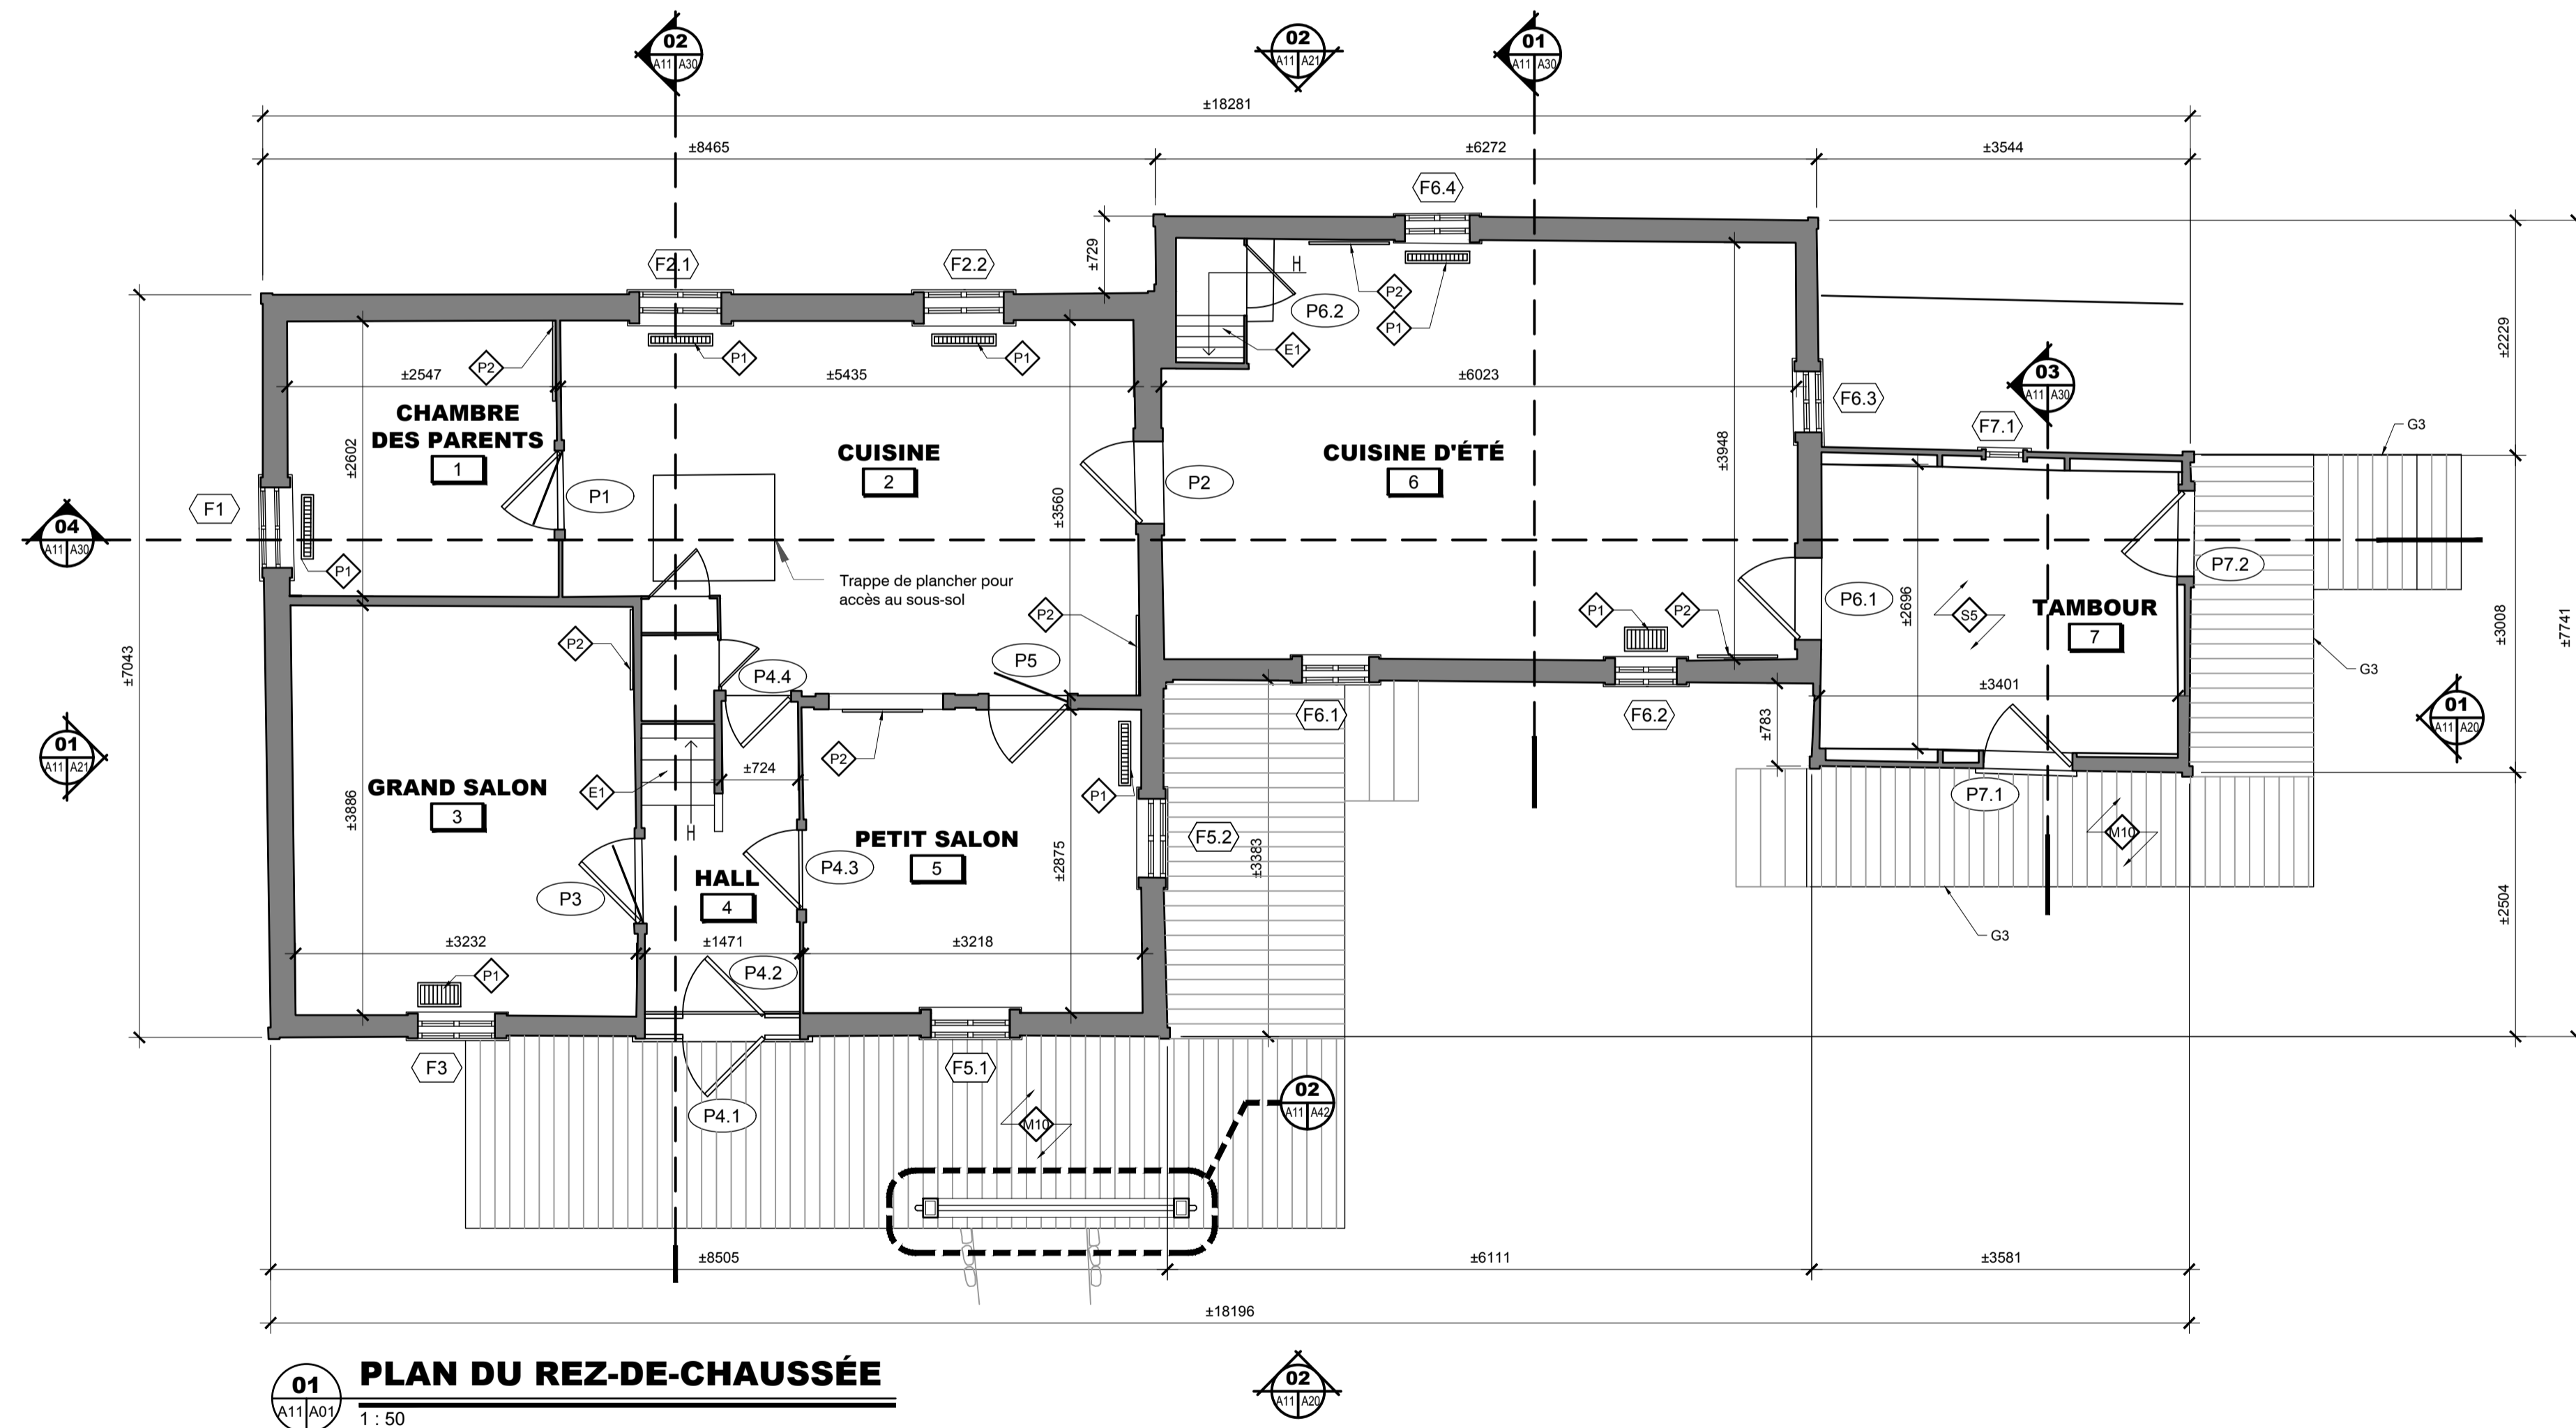 02
A11 A30
02
A11 A21
01
A11 A30
±18281
±8465
±6272
±3544
F6.4
±729
F2.1
F2.2
H
P2
P6.2
P1
E1
±2229
P2
P1
P1
±2547
±5435
±6023
03
A11 A30
F6.3
CHAMBRE
DES PARENTS
1
±2602
CUISINE
2
CUISINE D'ÉTÉ
6
±3948
F7.1
G3
F1
P1
±3560
P2
04
A11 A30
P1
Trappe de plancher pour
accès au sous-sol
P7.2
P1
P2
P6.1
±2696
S5
TAMBOUR
7
±3008
±7741
P2
P2
P5
P4.4
±7043
G3
±3401
F6.1
F6.2
±783
01
A11 A20
01
A11 A21
P2
±724
E1
P1
GRAND SALON
3
±3886
H
P7.1
M10
PETIT SALON
5
F5.2
±3383
±2875
P4.3
HALL
4
P3
±2504
G3
±3232
±1471
±3218
P1
P4.2
F3
F5.1
P4.1
M10
02
A11 A42
±8505
±6111
±3581
±18196
PLAN DU REZ-DE-CHAUSSÉE
01
A11 A01
1 : 50
02
A11 A20